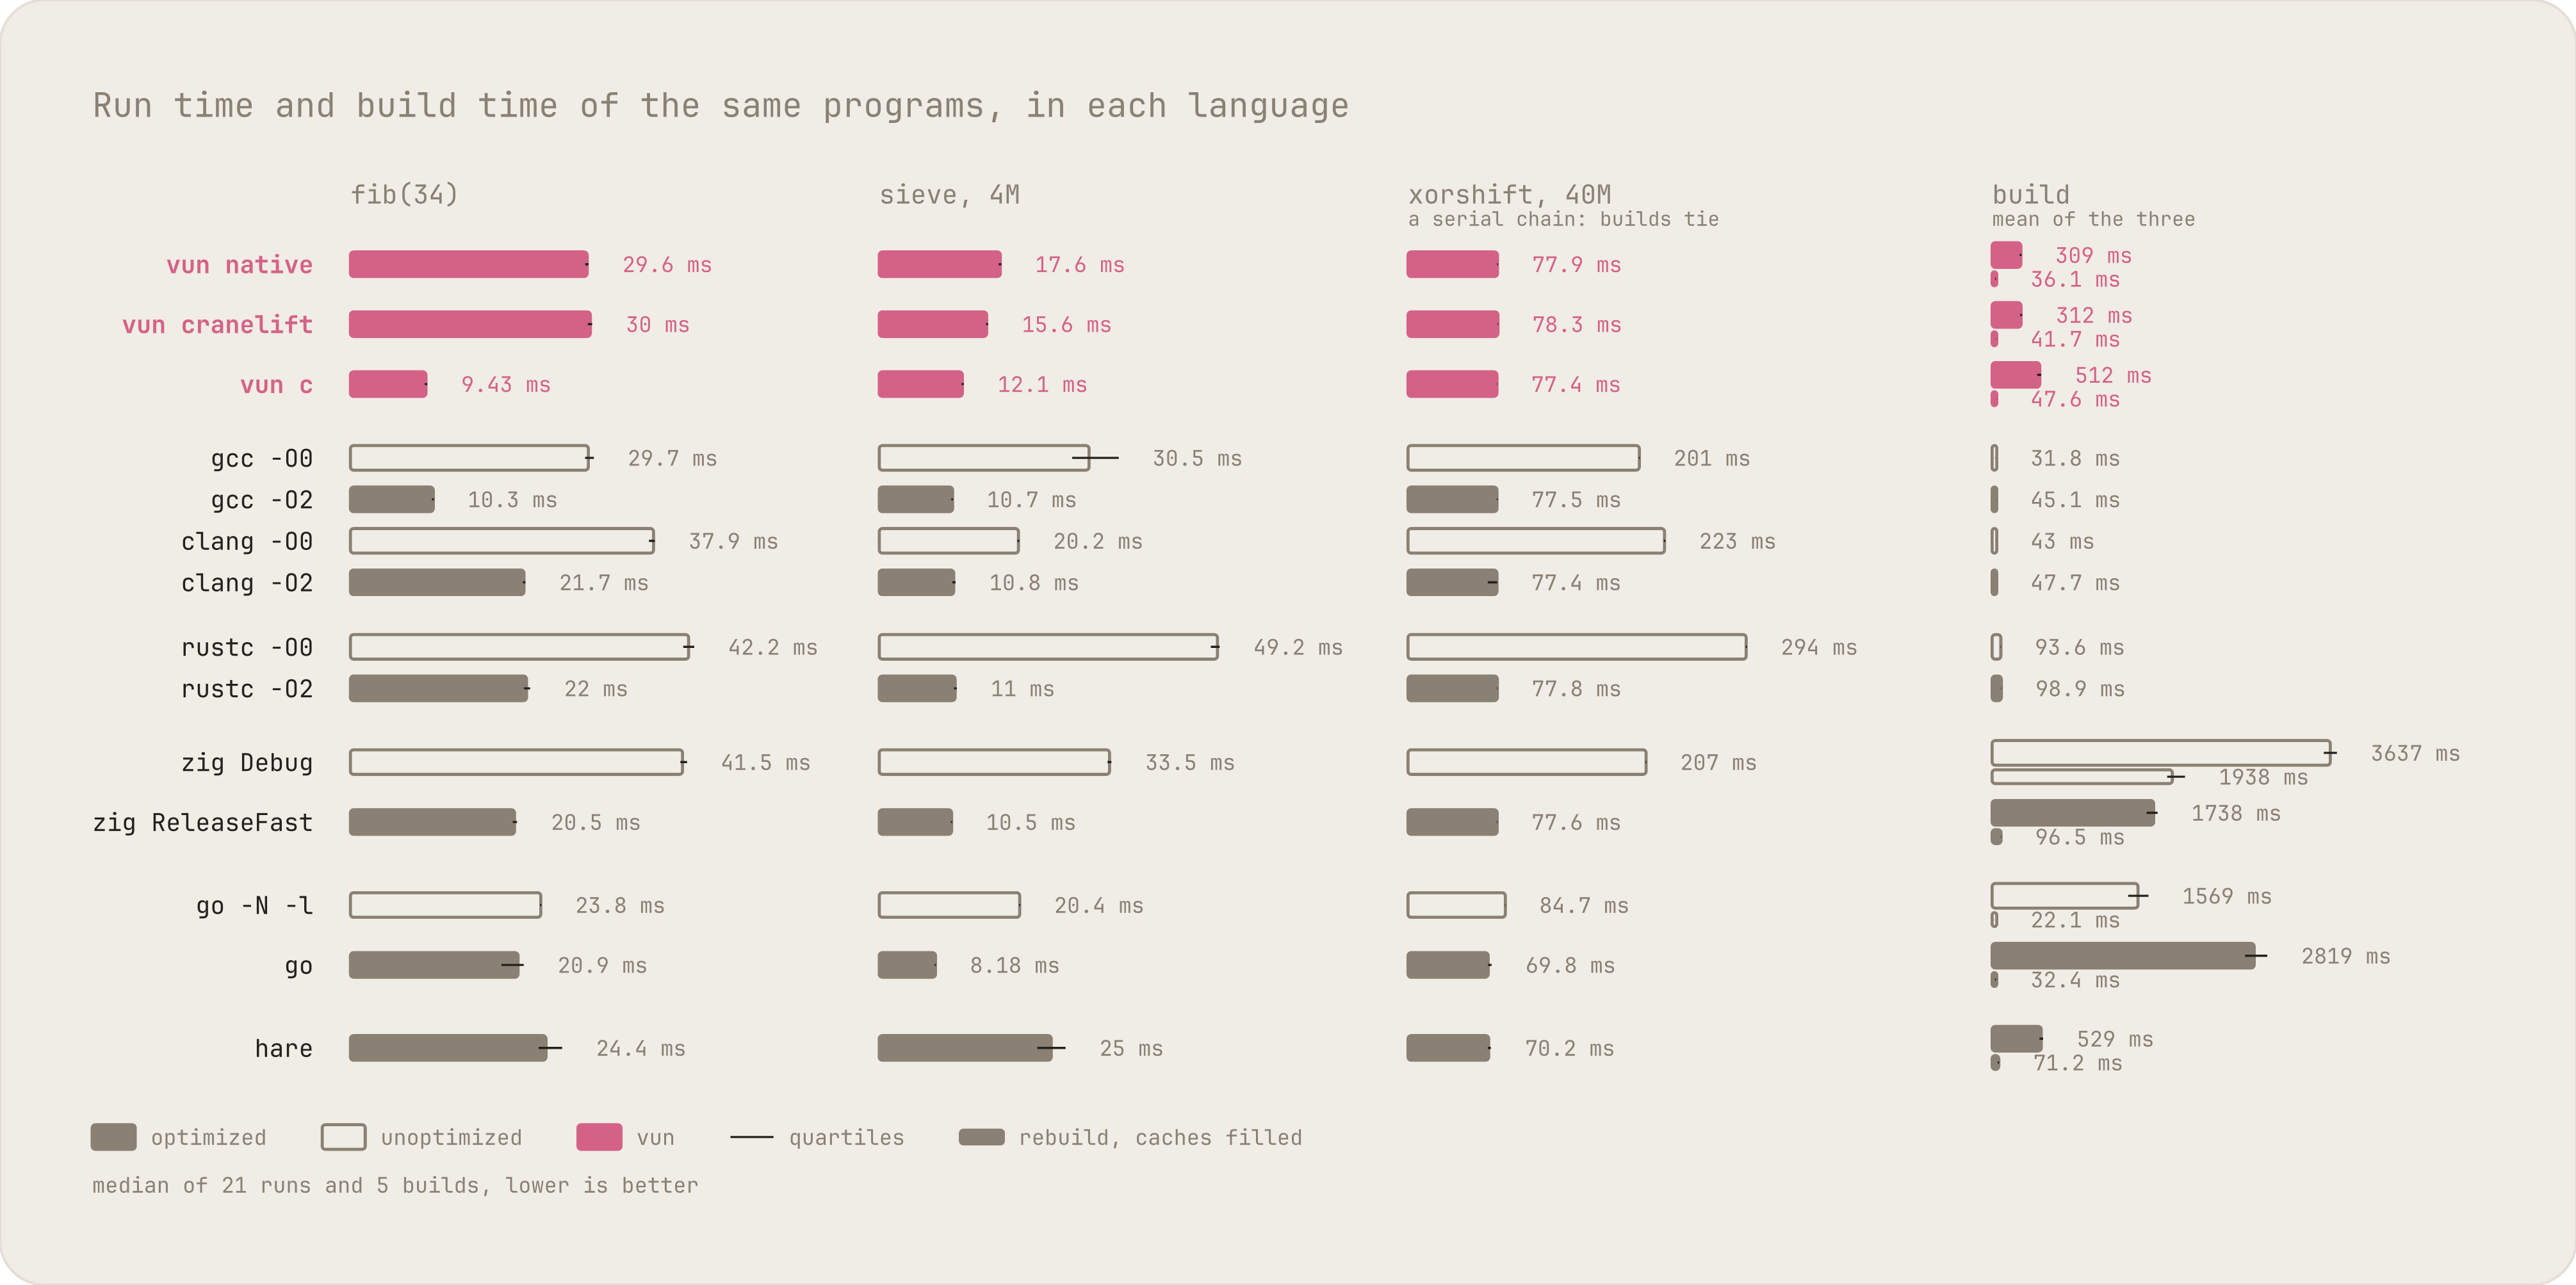 Run time and build time of the same programs, in each language
fib(34) sieve, 4M xorshift, 40M build
a serial chain: builds tie mean of the three
vun native 29.6 ms 17.6 ms 77.9 ms 309 ms
36.1 ms
vun cranelift 30 ms 15.6 ms 78.3 ms 312 ms
41.7 ms
vun c 9.43 ms 12.1 ms 77.4 ms 512 ms
47.6 ms
gcc -O0 29.7 ms 30.5 ms 201 ms 31.8 ms
gcc -O2 10.3 ms 10.7 ms 77.5 ms 45.1 ms
clang -O0 37.9 ms 20.2 ms 223 ms 43 ms
clang -O2 21.7 ms 10.8 ms 77.4 ms 47.7 ms
rustc -O0 42.2 ms 49.2 ms 294 ms 93.6 ms
rustc -O2 22 ms 11 ms 77.8 ms 98.9 ms
zig Debug 41.5 ms 33.5 ms 207 ms 3637 ms
1938 ms
zig ReleaseFast 20.5 ms 10.5 ms 77.6 ms 1738 ms
96.5 ms
go -N -l 23.8 ms 20.4 ms 84.7 ms 1569 ms
22.1 ms
go 20.9 ms 8.18 ms 69.8 ms 2819 ms
32.4 ms
hare 24.4 ms 25 ms 70.2 ms 529 ms
71.2 ms
optimized unoptimized vun quartiles rebuild, caches filled
median of 21 runs and 5 builds, lower is better